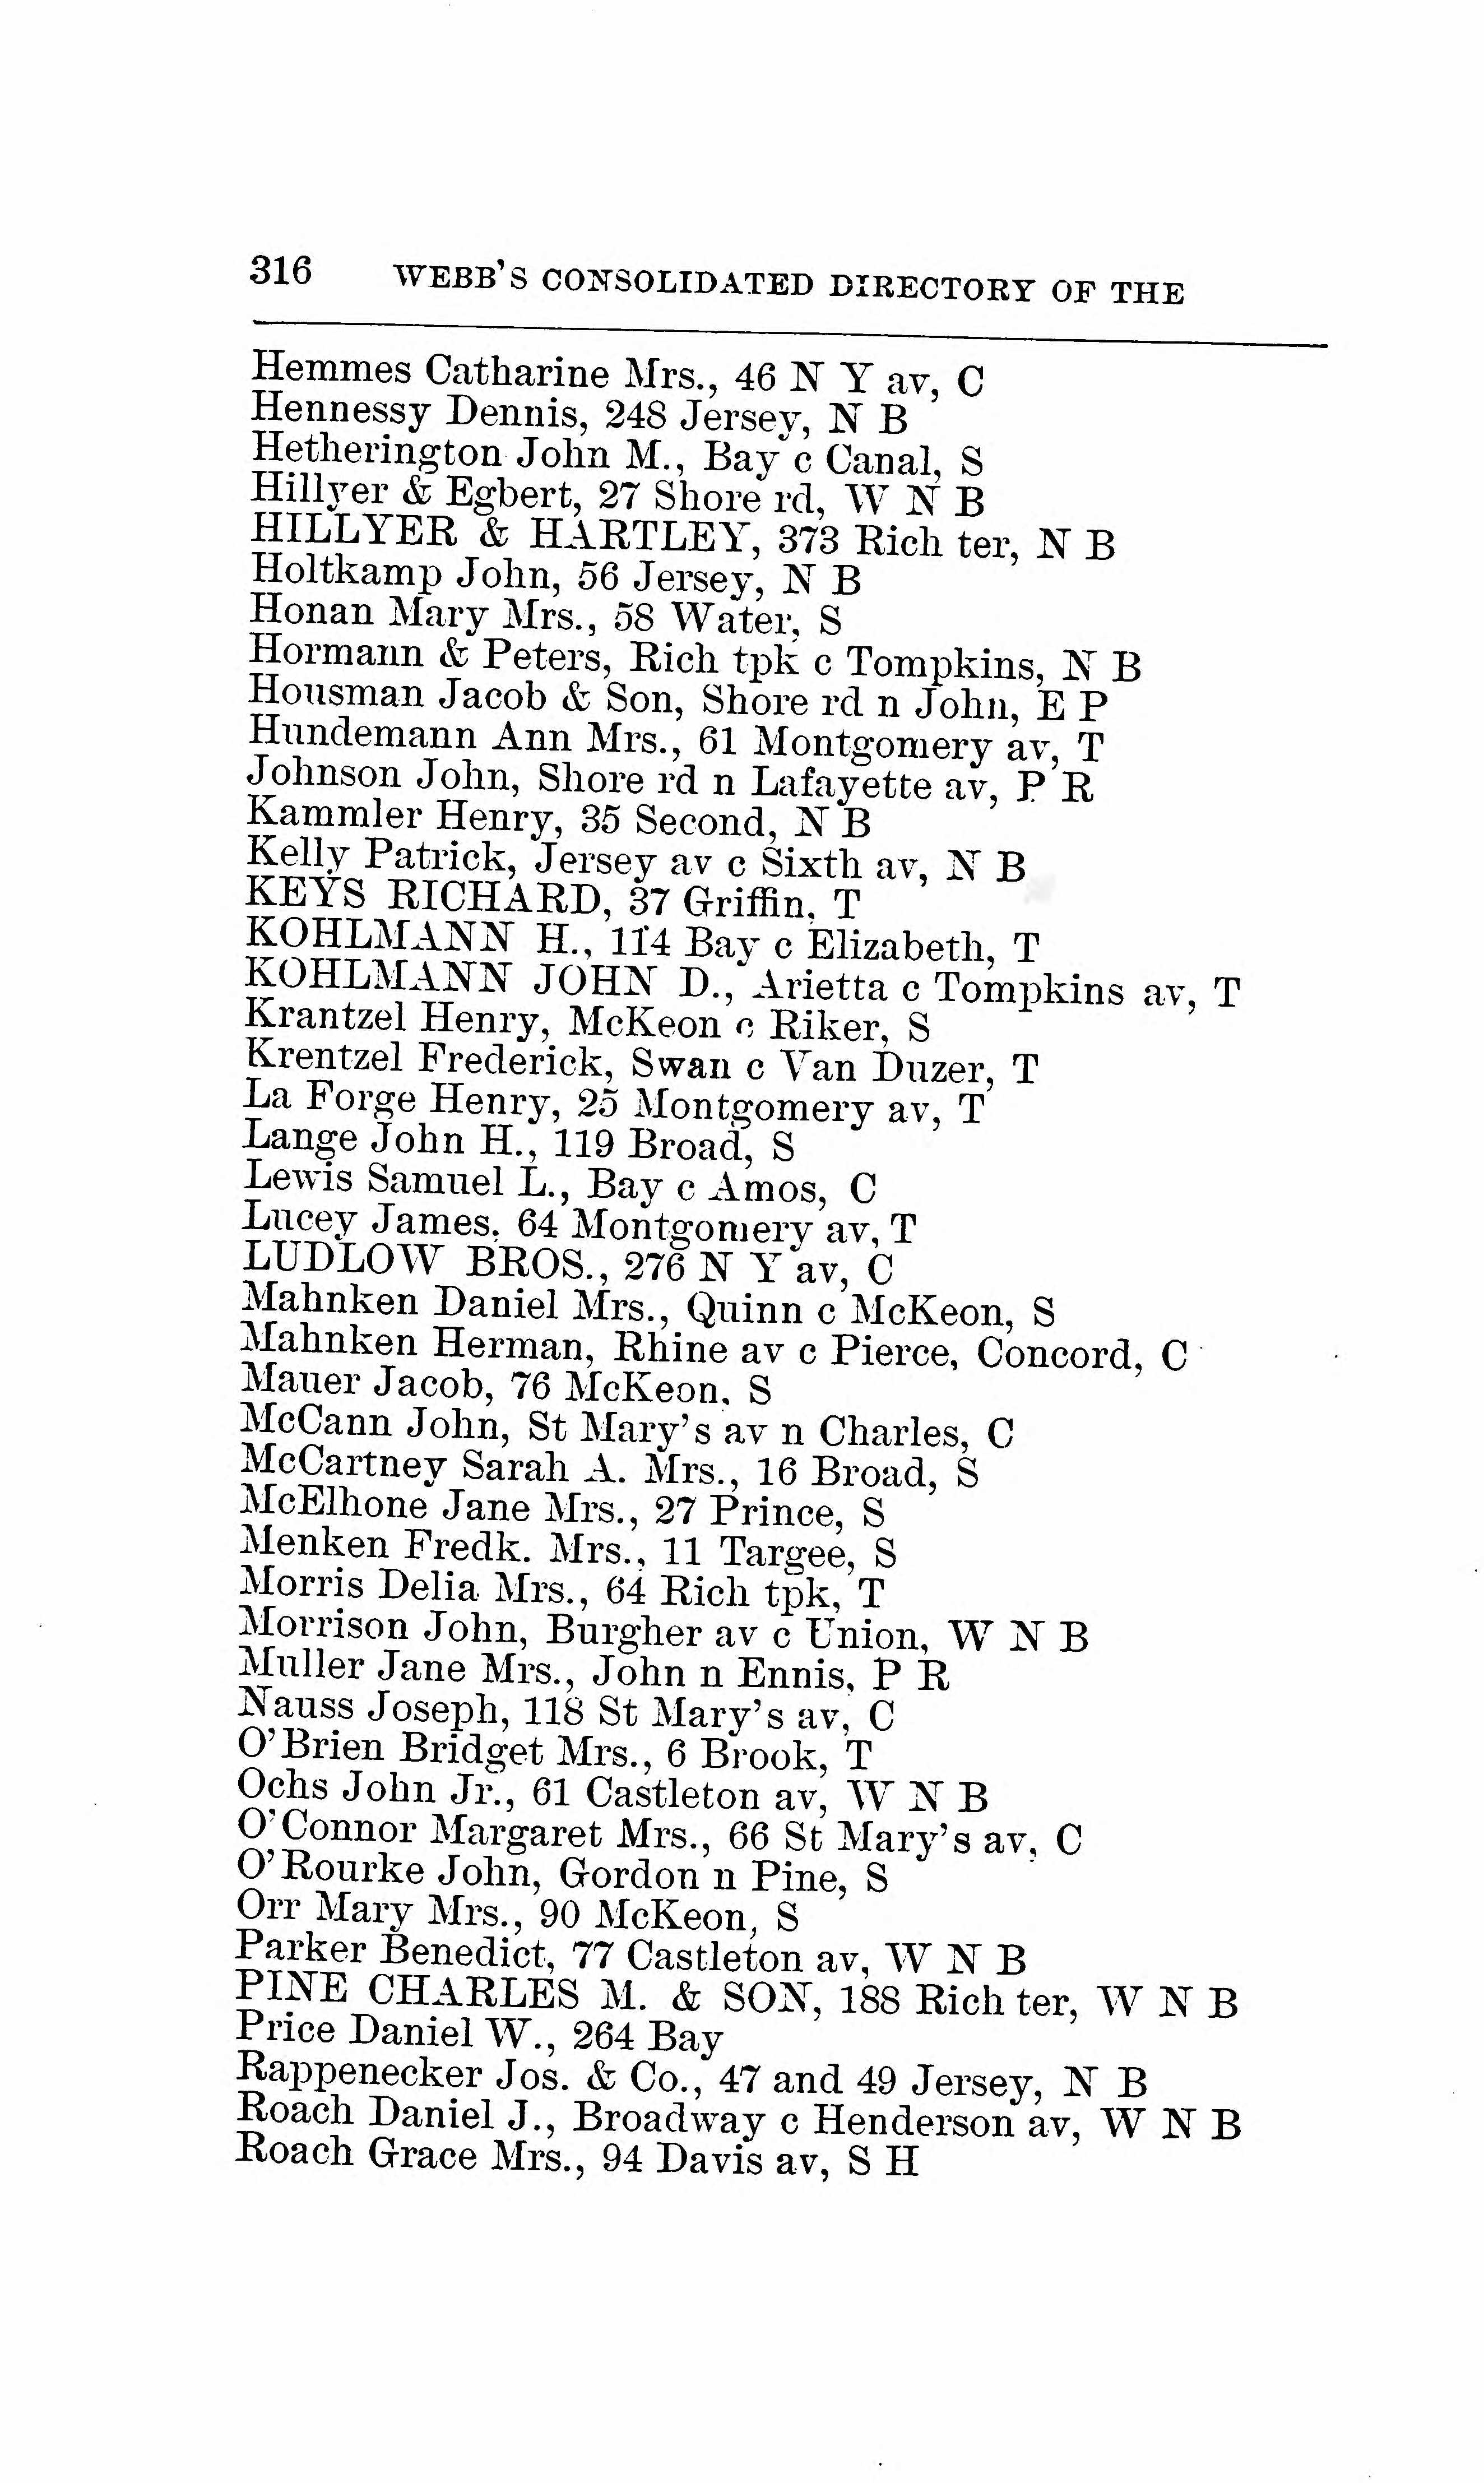 316 WEBB'S CONSOLIDATED DIRECTORY OF THE
Hemmes Catharine Mrs., 46 N Y av, C
Hennessy Dennis, 248 Jersey, N B
Hetherington John M., Bay c Canal, S
Hillyer & Egbert, 27 Shore rd, W N B
HILLYER & HARTLEY, 373 Rich ter, N B
Holtkamp John, 56 Jersey, N B
Honan Mary Mrs., 58 Water, S
Hormann & Peters, Rich tpk c Tompkins, N B
Housman Jacob & Son, Shore rd n John, E P
Hundemann Ann Mrs., 61 Montgomery av, T
Johnson John, Shore rd n Lafayette av, P R
Kammler Henry, 35 Second, N B
Kelly Patrick, Jersey av c Sixth av, N B
KEYS RICHARD, 37 Griffin, T
KOHLMANN H., 114 Bay c Elizabeth, T
KOHLMANN JOHN D., Arietta c Tompkins av, T
Krantzel Henry, McKeon c Riker, S
Krentzel Frederick, Swan c Van Duzer, T
La Forge Henry, 25 Montgomery av, T
Lange John H., 119 Broad, S
Lewis Samuel L., Bay c Amos, C
Lucey James, 64 Montgomery av, T
LUDLOW BROS., 276 N Y av, C
Mahnken Daniel Mrs., Quinn c McKeon, S
Mahnken Herman, Rhine av c Pierce, Concord, C
Mauer Jacob, 76 McKeon, S
McCann John, St Mary's av n Charles, C
McCartney Sarah A. Mrs., 16 Broad, S
McElhone Jane Mrs., 27 Prince, S
Menken Fredk. Mrs., 11 Targee, S
Morris Delia Mrs., 64 Rich tpk, T
Morrison John, Burgher av c Union, W N B
Muller Jane Mrs., John n Ennis, P R
Nauss Joseph, 118 St Mary's av, C
O'Brien Bridget Mrs., 6 Brook, T
Ochs John Jr., 61 Castleton av, W N B
O'Connor Margaret Mrs., 66 St Mary's av, C
O'Rourke John, Gordon n Pine, S
Orr Mary Mrs., 90 McKeon, S
Parker Benedict, 77 Castleton av, W N B
PINE CHARLES M. & SON, 188 Rich ter, W N B
Price Daniel W., 264 Bay
Rappenecker Jos. & Co., 47 and 49 Jersey, N B
Roach Daniel J., Broadway c Henderson av, W N B
Roach Grace Mrs., 94 Davis av, S H